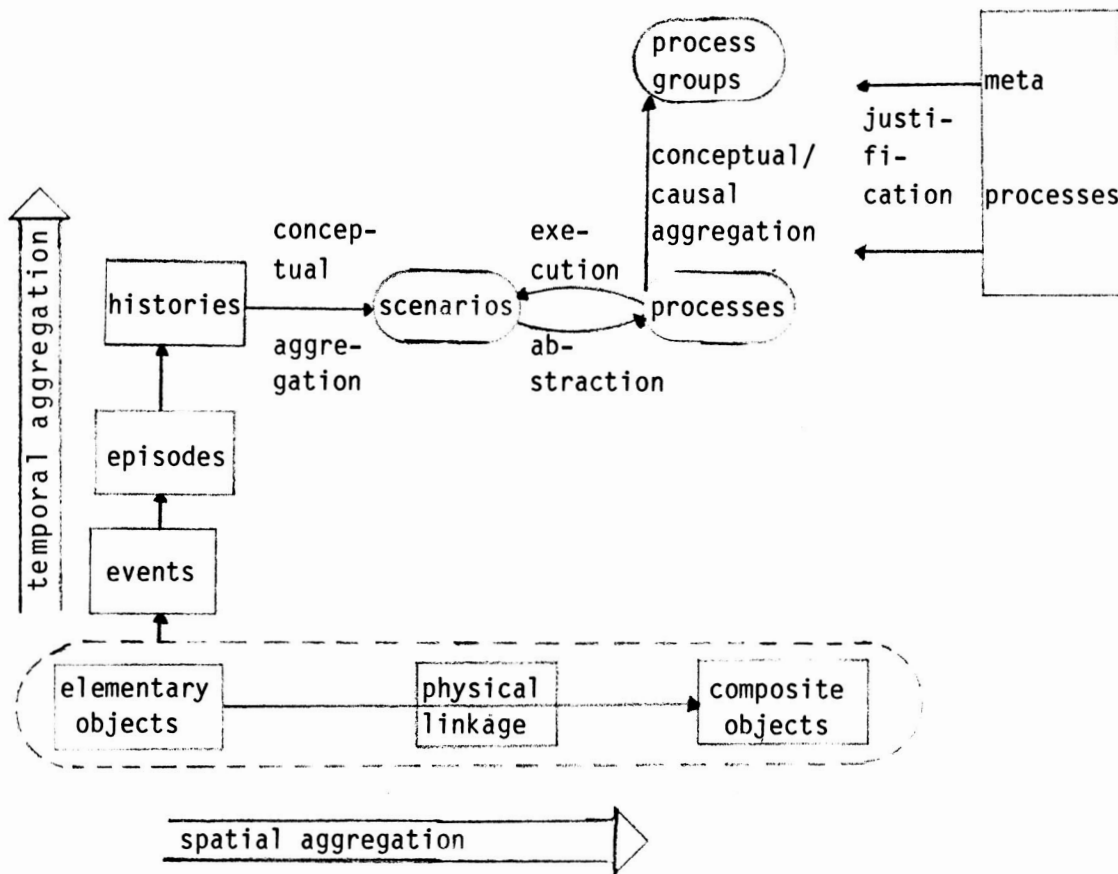 process
groups
meta
justi-
fi-
cation
processes
conceptual/
causal
aggregation
temporal aggregation
concep-
tual
exe-
cution
histories
scenarios
processes
aggre-
gation
ab-
straction
episodes
events
elementary
objects
physical
linkage
composite
objects
spatial aggregation